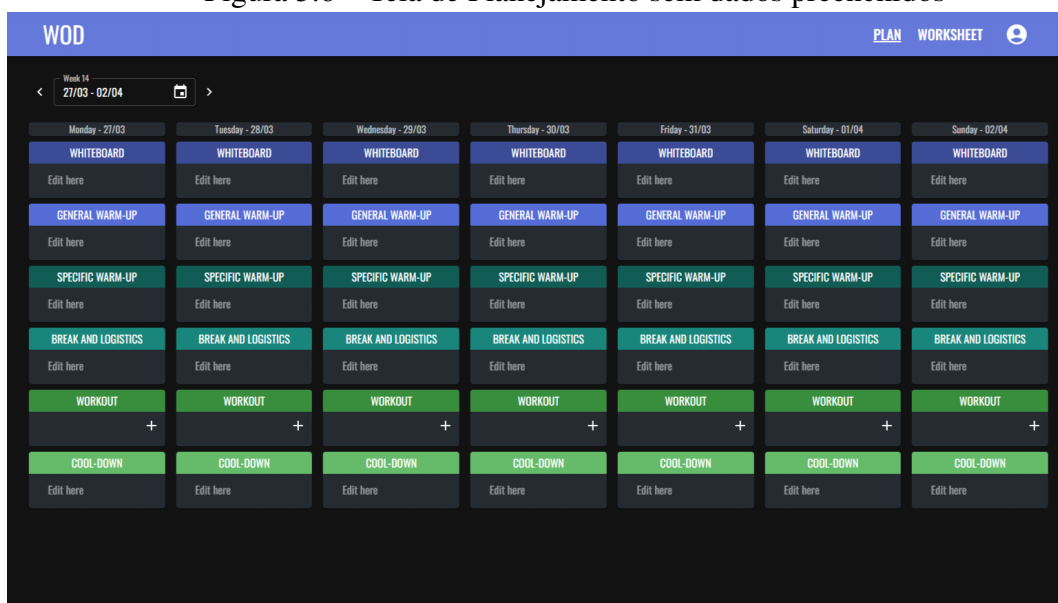 Figura – Tela de Planejamento sem dados preenchidos
WOD PLAN WORKSHEET
Week 14
27/03 - 02/04
Monday - 27/03 Tuesday - 28/03 Wednesday - 29/03 Thursday - 30/03 Friday - 31/03 Saturday - 01/04 Sunday - 02/04
WHITEBOARD WHITEBOARD WHITEBOARD WHITEBOARD WHITEBOARD WHITEBOARD WHITEBOARD
Edit here Edit here Edit here Edit here Edit here Edit here Edit here
GENERAL WARM-UP GENERAL WARM-UP GENERAL WARM-UP GENERAL WARM-UP GENERAL WARM-UP GENERAL WARM-UP GENERAL WARM-UP
Edit here Edit here Edit here Edit here Edit here Edit here Edit here
SPECIFIC WARM-UP SPECIFIC WARM-UP SPECIFIC WARM-UP SPECIFIC WARM-UP SPECIFIC WARM-UP SPECIFIC WARM-UP SPECIFIC WARM-UP
Edit here Edit here Edit here Edit here Edit here Edit here Edit here
BREAK AND LOGISTICS BREAK AND LOGISTICS BREAK AND LOGISTICS BREAK AND LOGISTICS BREAK AND LOGISTICS BREAK AND LOGISTICS BREAK AND LOGISTICS
Edit here Edit here Edit here Edit here Edit here Edit here Edit here
WORKOUT WORKOUT WORKOUT WORKOUT WORKOUT WORKOUT WORKOUT
+ + + + + + +
COOL-DOWN COOL-DOWN COOL-DOWN COOL-DOWN COOL-DOWN COOL-DOWN COOL-DOWN
Edit here Edit here Edit here Edit here Edit here Edit here Edit here